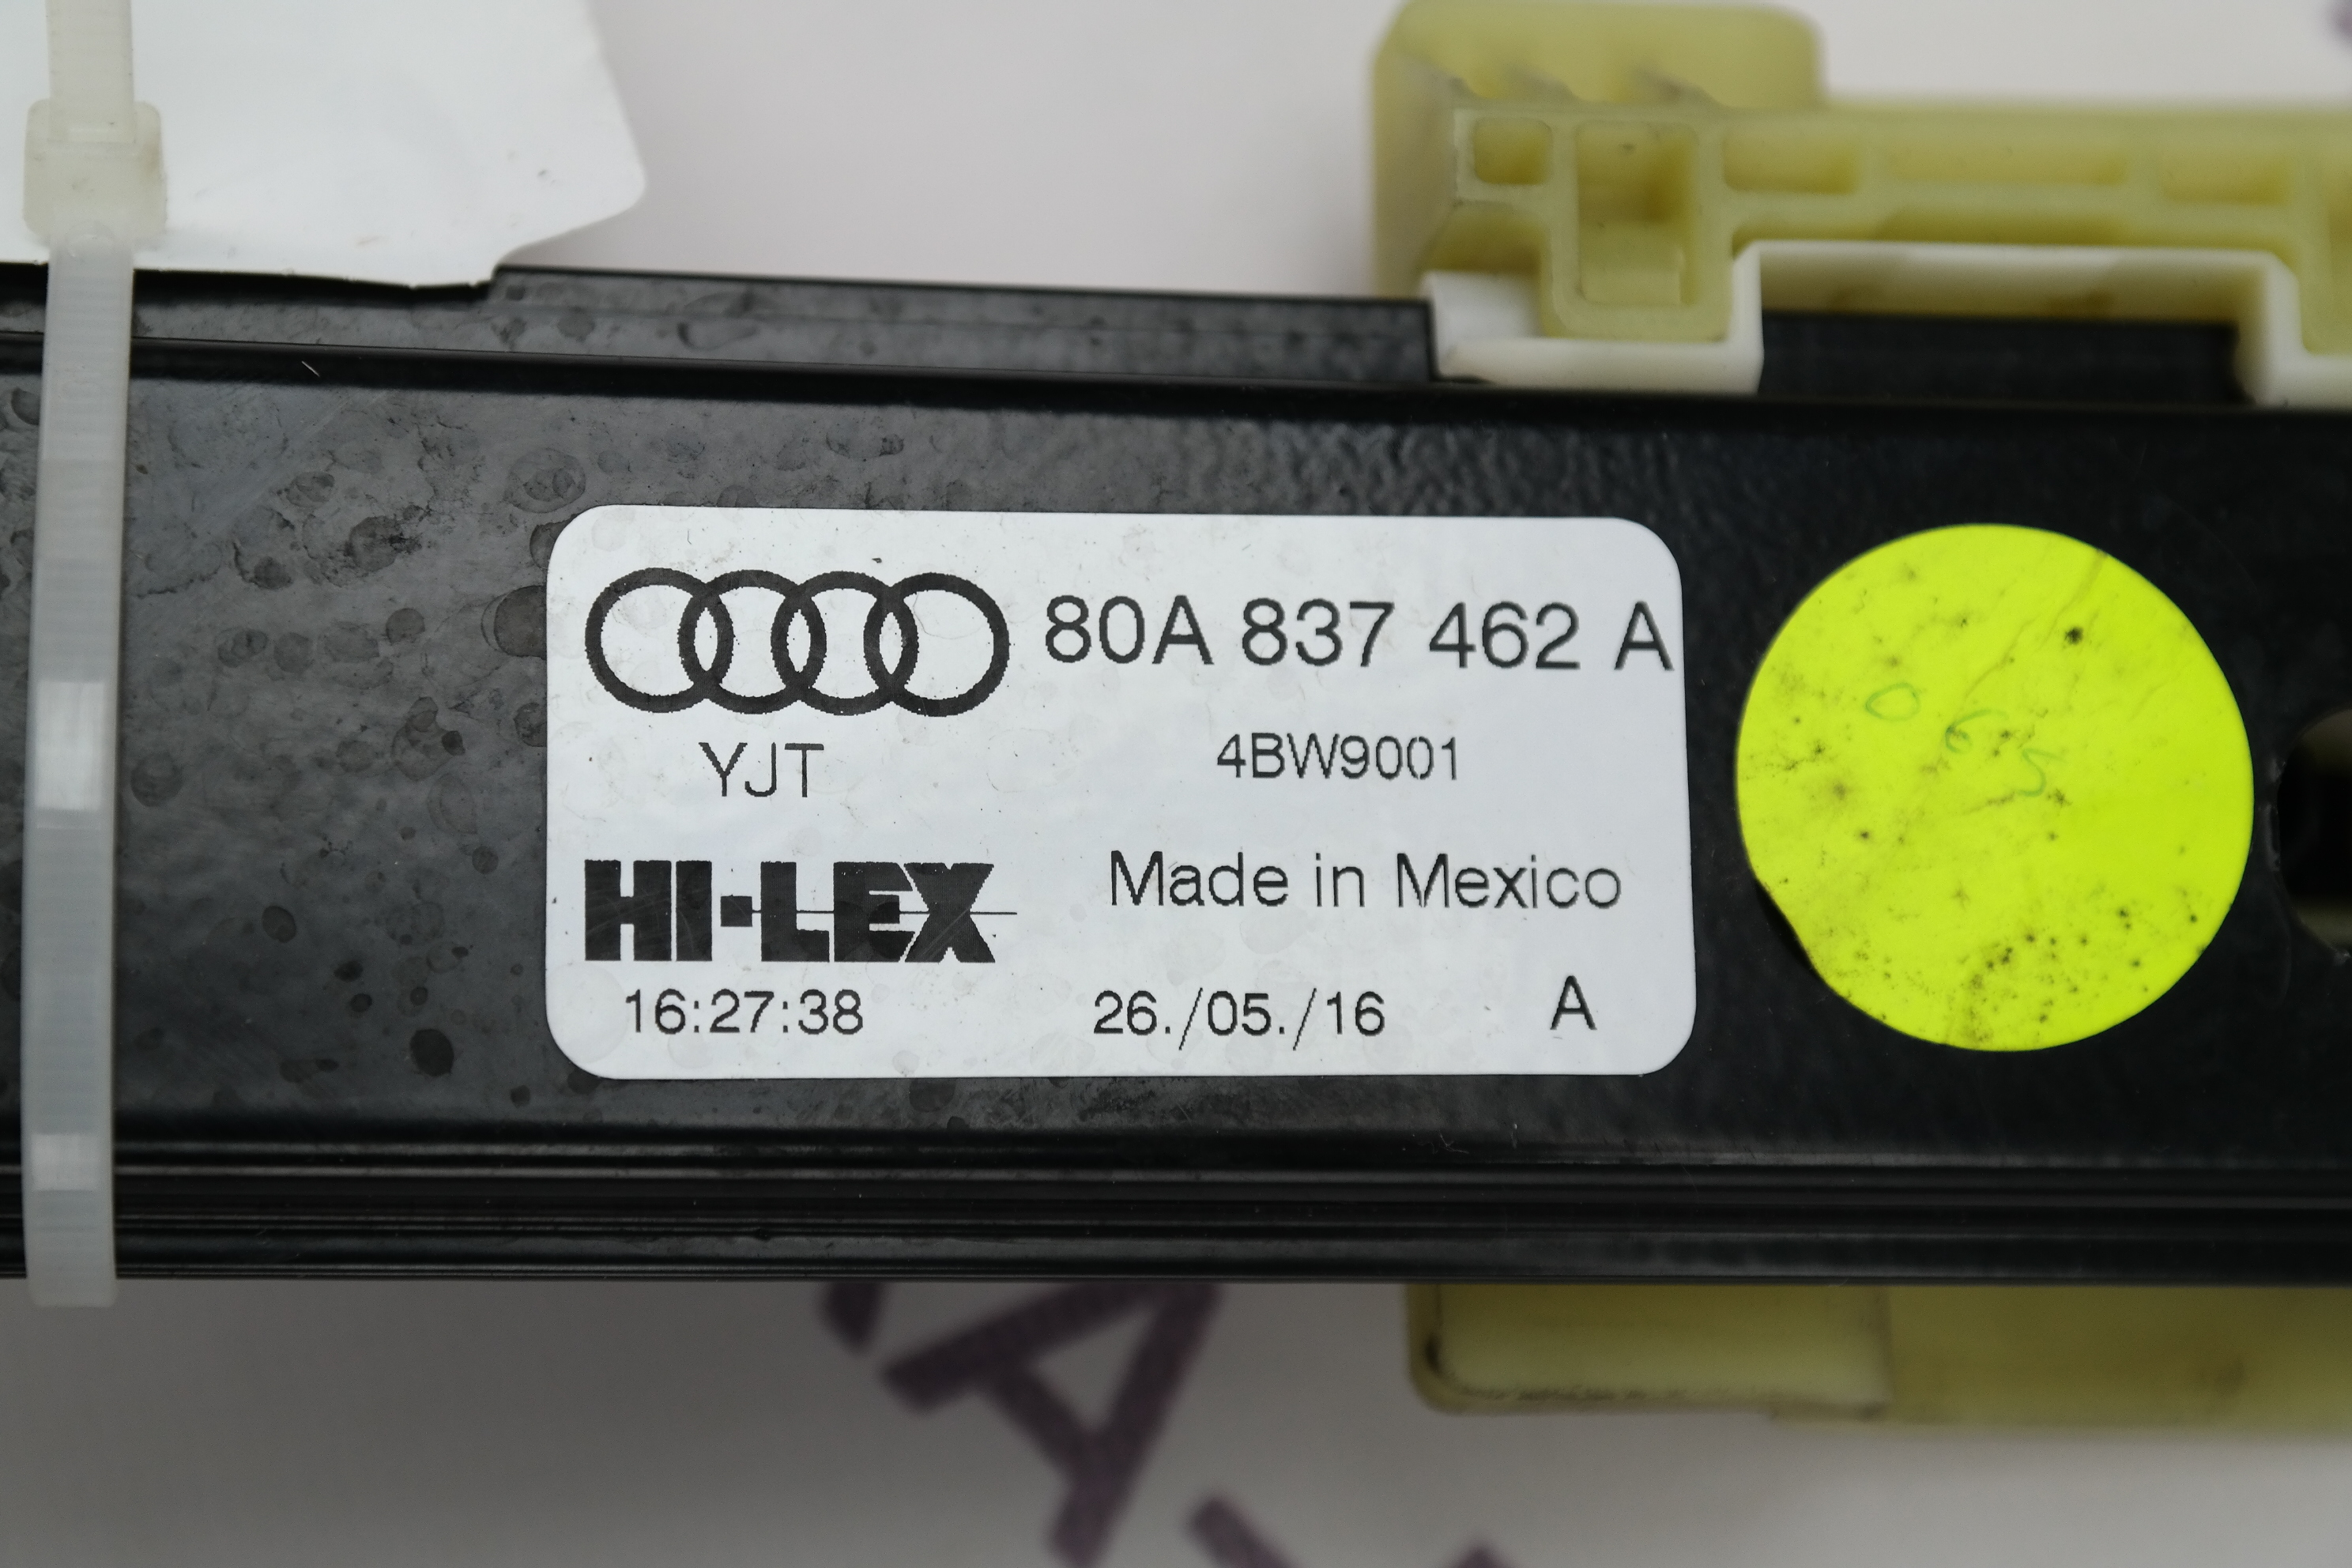 80A 837 462 A
YJT 4BW9001
HI-LEX Made in Mexico
16:27:38 26./05./16 A